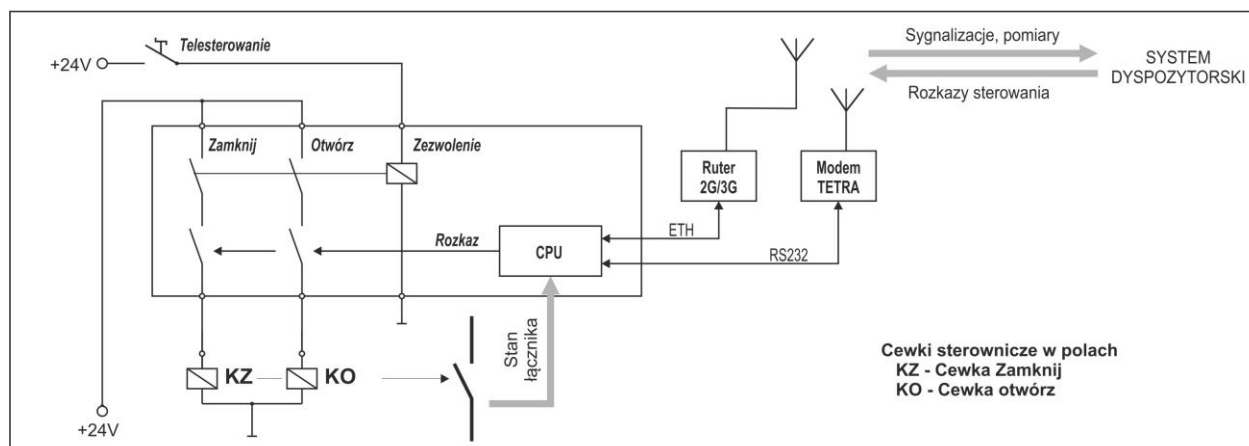 Telesterowanie
+24V
Sygnalizacje, pomiary
SYSTEM
DYSPOZYTORSKI
Rozkazy sterowania
Zamknij
Otwórz
Zezwolenie
Ruter
2G/3G
Modem
TETRA
ETH
Rozkaz
CPU
RS232
Stan
łącznika
KZ
KO
+24V
Cewki sterownicze w polach
KZ - Cewka Zamknij
KO - Cewka otwórz